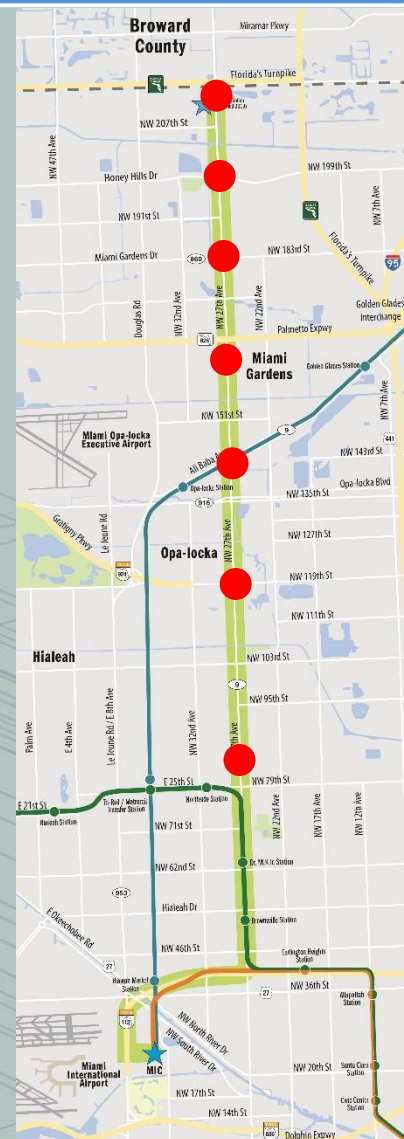 Broward
County
Miramar Pkwy
Florida's Turnpike
NW 207th St
NW 47th Ave
Honey Hills Dr
NW 199th St
NW 191st St
NW 7th Ave
Miami Gardens Dr
860
NW 183rd St
Florida's
Turnpike
95
Douglas Rd
NW 32nd Ave
NW 27th Ave
NW 22nd Ave
Golden Glades
Interchange
826
Palmetto Expwy
Miami
Gardens
Golden Glades Station
NW 7th Ave
NW 151st St
9
441
Miami Opa-locka
Executive Airport
Ali Baba
NW 143rd St
Opa-locka Station
Opa-locka Blvd
916
NW 135th St
Gratigny Pkwy
Le Jeune Rd
NW 127th St
Opa-locka
NW 27th Ave
924
NW 119th St
NW 111th St
Hialeah
NW 103rd St
9
NW 95th St
Palm Ave
E 4th Ave
Le Jeune Rd / E 8th Ave
NW 32nd Ave
Ave
E 25th St
NW 79th St
E 21st St
Hialeah Station
Tri-Rail / Metrorail
Transfer Station
Northside Station
NW 71st St
NW 22nd Ave
NW 17th Ave
NW 12th Ave
NW 62nd St
Dr. MLK Jr. Station
953
Hialeah Dr
Brownsville Station
E Okeechobee Rd
NW 46th St
27
Earlington Heights
Station
Hialeah Market
Station
NW 36th St
27
Allapattah
Station
112
NW North River Dr
NW South River Dr
Miami
International
Airport
MIC
NW 20th St
Santa Clara
Station
NW 17th St
Civic Center
Station
NW 14th St
836
Dolphin Expwy